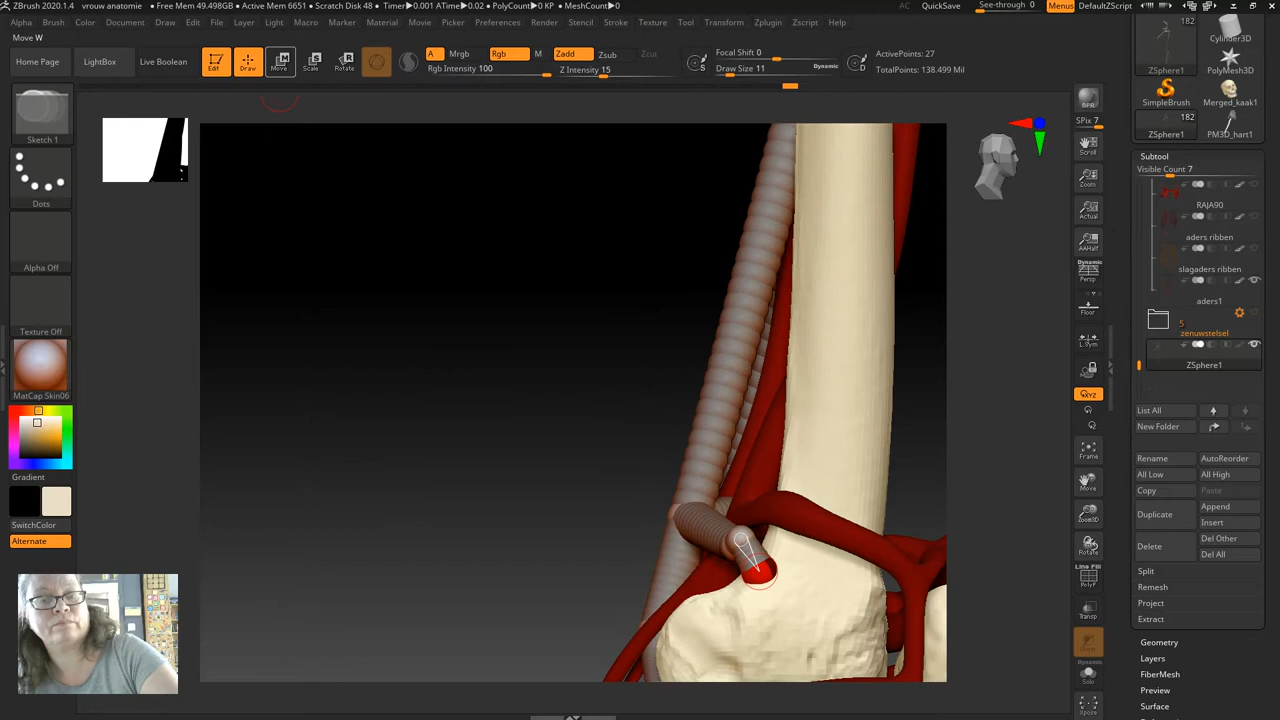 ZBrush 2020.1.4 vrouw anatomie • Free Mem 49.498GB • Active Mem 6651 • Scratch Disk 48 • Timer▶0.001 ATime▶0.02 • PolyCount▶0 KP • MeshCount▶0
AC QuickSave See-through 0 Menus DefaultZScript
Alpha Brush Color Document Draw Edit File Layer Light Macro Marker Material Movie Picker Preferences Render Stencil Stroke Texture Tool Transform Zplugin Zscript Help
Move W
Home Page LightBox Live Boolean
Edit Draw Move Scale Rotate
A Mrgb Rgb M Zadd Zsub Zcut
Rgb Intensity 100 Z Intensity 15
Focal Shift 0
Draw Size 11 Dynamic
S D
ActivePoints: 27
TotalPoints: 138.499 Mil
Sketch 1
Dots
Alpha Off
Texture Off
MatCap Skin06
Gradient
SwitchColor
Alternate
BPR
SPix 7
Scroll
Zoom
Actual
AAHalf
Dynamic
Persp
Floor
L.Sym
XYZ
Frame
Move
Zoom3D
Rotate
Line Fill
PolyF
Transp
Dynamic
Solo
Xpose
182
Cylinder3D
ZSphere1 PolyMesh3D
SimpleBrush Merged_kaak1
182
ZSphere1 PM3D_hart1
Subtool
Visible Count 7
RAJA90
aders ribben
slagaders ribben
aders1
5
zenuwstelsel
ZSphere1
List All
New Folder
Rename AutoReorder
All Low All High
Copy Paste
Duplicate Append
Insert
Delete Del Other
Del All
Split
Remesh
Project
Extract
Geometry
Layers
FiberMesh
Preview
Surface